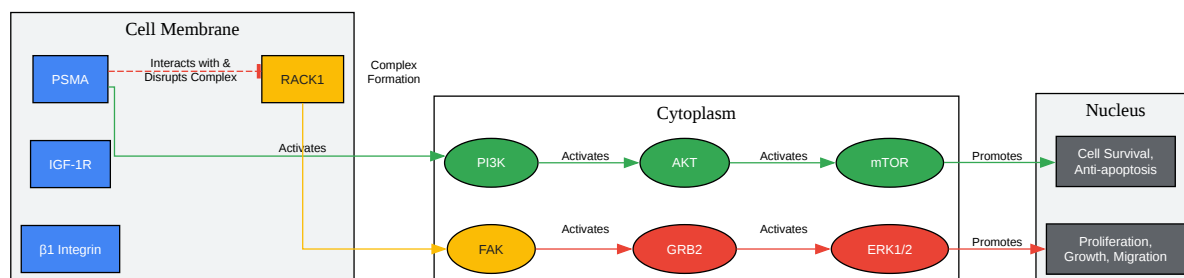 Cell Membrane
PSMA
Interacts with &
Disrupts Complex
RACK1
Complex
Formation
IGF-1R
Activates
β1 Integrin
Cytoplasm
PI3K
Activates
AKT
Activates
mTOR
Promotes
FAK
Activates
GRB2
Activates
ERK1/2
Promotes
Nucleus
Cell Survival,
Anti-apoptosis
Proliferation,
Growth, Migration